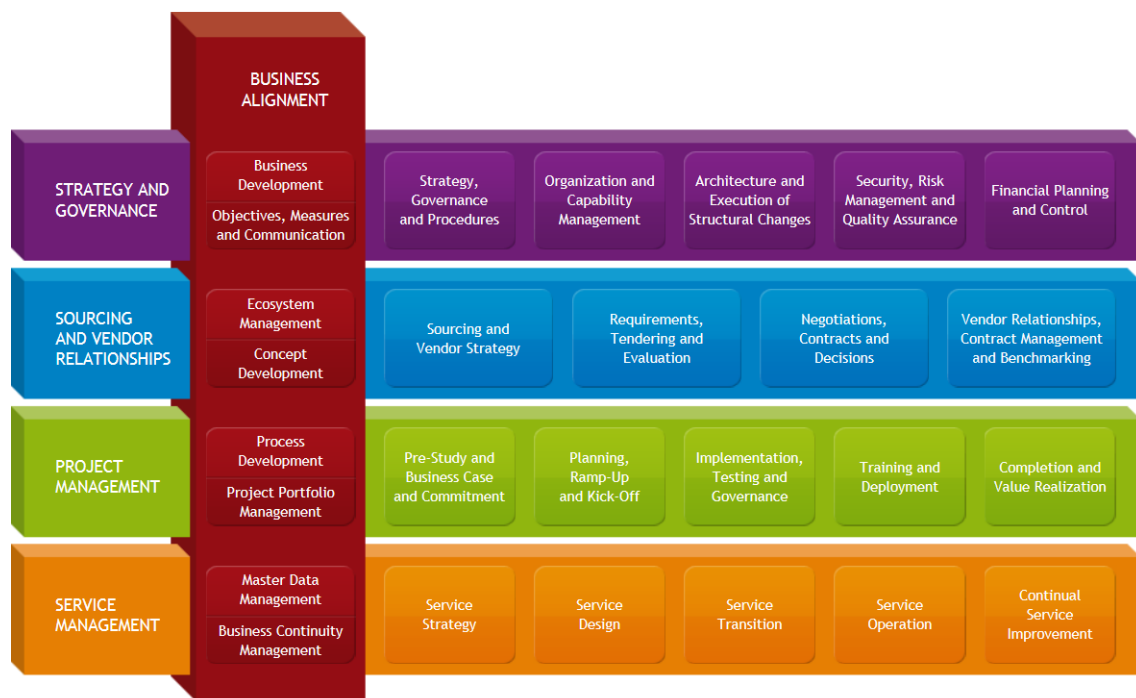 BUSINESS
ALIGNMENT
STRATEGY AND
GOVERNANCE
Business
Development
Objectives, Measures
and Communication
Strategy,
Governance
and Procedures
Organization and
Capability
Management
Architecture and
Execution of
Structural Changes
Security, Risk
Management and
Quality Assurance
Financial Planning
and Control
SOURCING
AND VENDOR
RELATIONSHIPS
Ecosystem
Management
Concept
Development
Sourcing and
Vendor Strategy
Requirements,
Tendering and
Evaluation
Negotiations,
Contracts and
Decisions
Vendor Relationships,
Contract Management
and Benchmarking
PROJECT
MANAGEMENT
Process
Development
Project Portfolio
Management
Pre-Study and
Business Case
and Commitment
Planning,
Ramp-Up
and Kick-Off
Implementation,
Testing and
Governance
Training and
Deployment
Completion and
Value Realization
SERVICE
MANAGEMENT
Master Data
Management
Business Continuity
Management
Service
Strategy
Service
Design
Service
Transition
Service
Operation
Continual
Service
Improvement